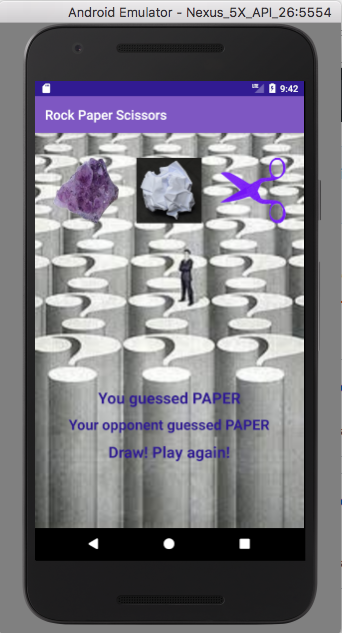 Android Emulator - Nexus_5X_API_26:5554
9:42
Rock Paper Scissors
You guessed PAPER
Your opponent guessed PAPER
Draw! Play again!